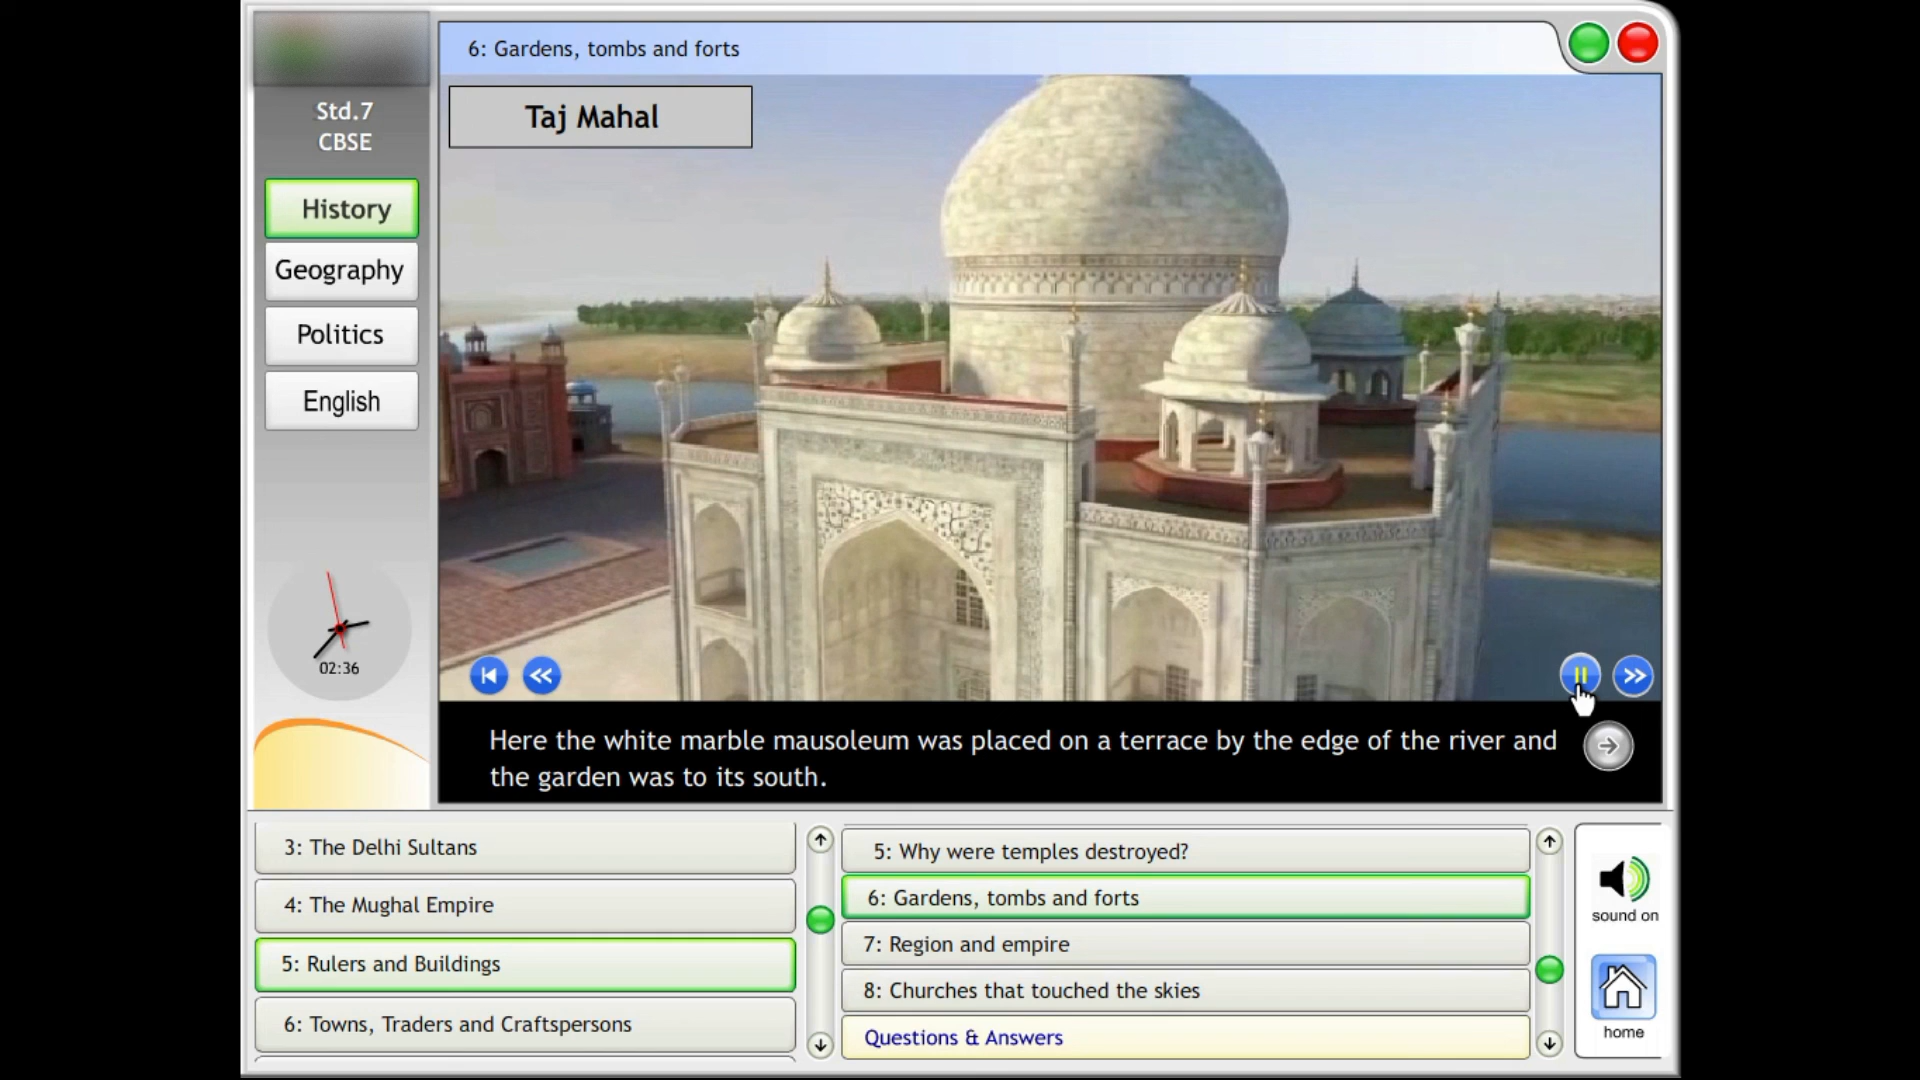 6: Gardens, tombs and forts
Taj Mahal
Std.7
CBSE
History
Geography
Politics
English
02:36
Here the white marble mausoleum was placed on a terrace by the edge of the river and
the garden was to its south.
3: The Delhi Sultans
4: The Mughal Empire
5: Rulers and Buildings
6: Towns, Traders and Craftspersons
5: Why were temples destroyed?
6: Gardens, tombs and forts
7: Region and empire
8: Churches that touched the skies
Questions & Answers
sound on
home